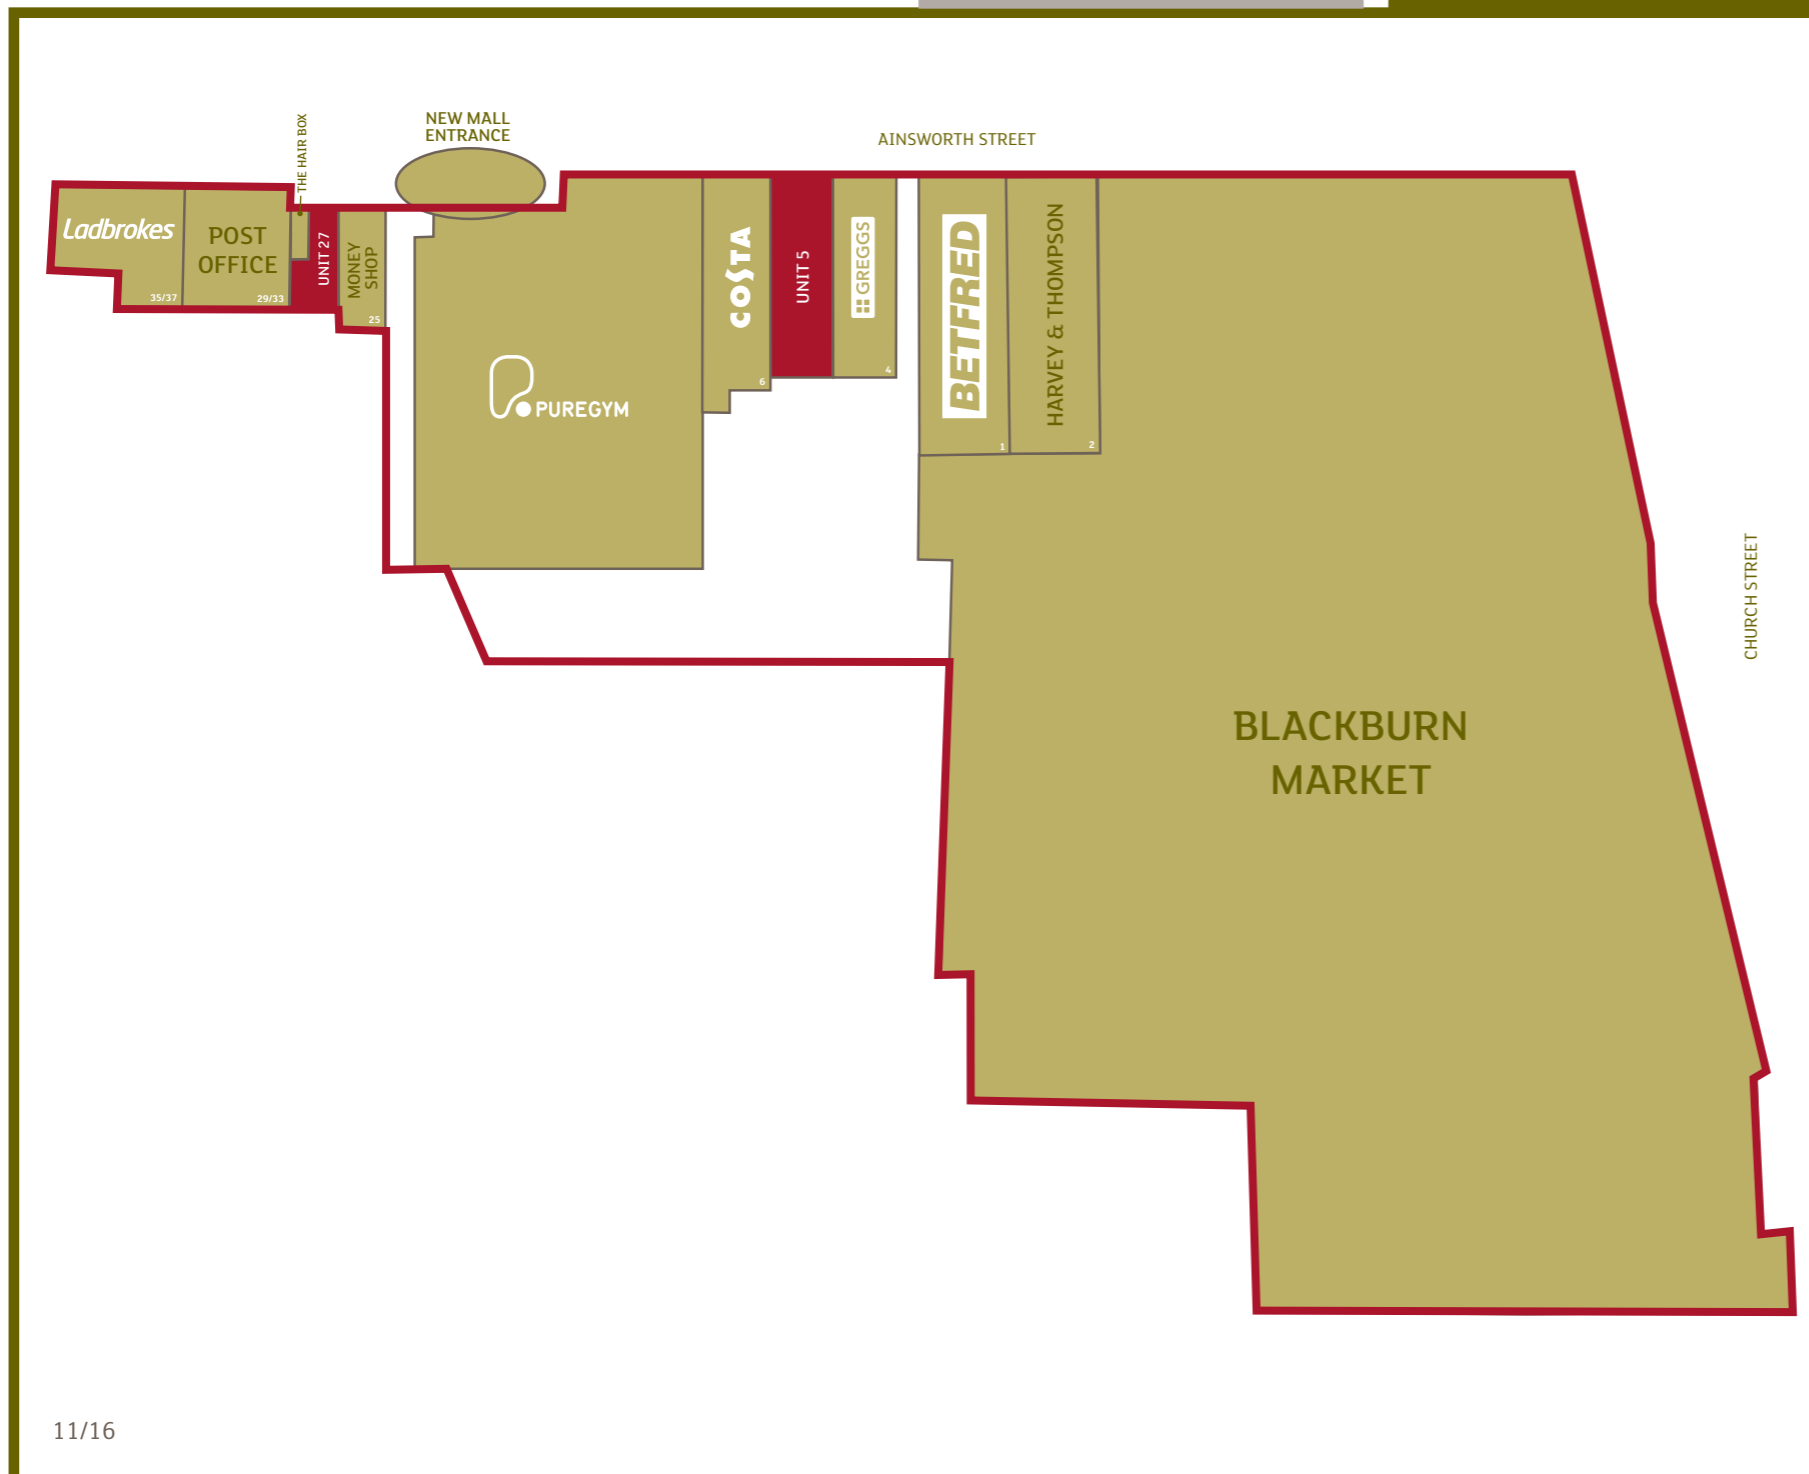 NEW MALL
ENTRANCE
AINSWORTH STREET
THE HAIR BOX
Ladbrokes
35/37
POST
OFFICE
29/33
UNIT 27
MONEY
SHOP
25
PUREGYM
COSTA
6
UNIT 5
GREGGS
4
BETFRED
1
HARVEY & THOMPSON
2
CHURCH STREET
BLACKBURN
MARKET
11/16